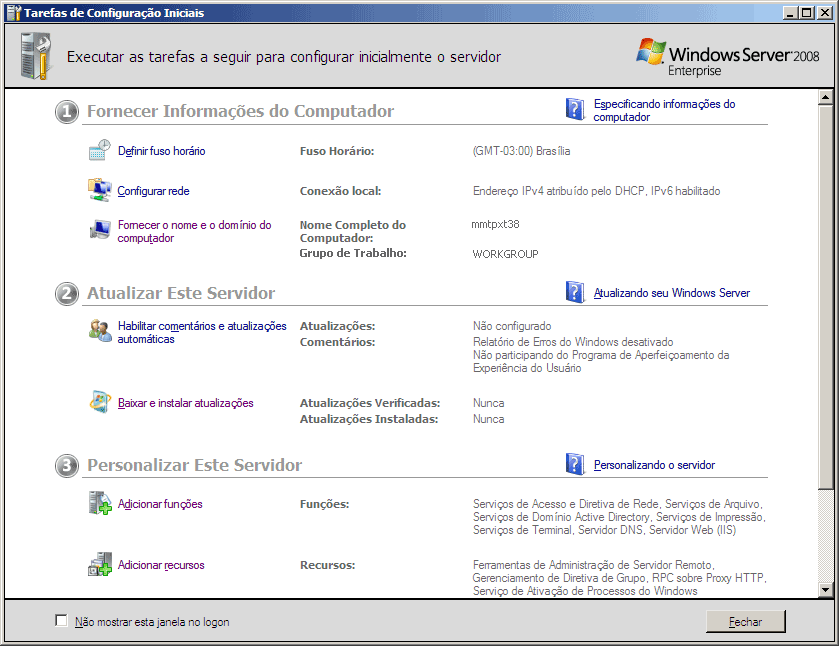 Tarefas de Configuração Iniciais
Executar as tarefas a seguir para configurar inicialmente o servidor
Windows Server 2008
Enterprise
1 Fornecer Informações do Computador
Especificando informações do
computador
Definir fuso horário
Fuso Horário:
(GMT-03:00) Brasília
Configurar rede
Conexão local:
Endereço IPv4 atribuído pelo DHCP, IPv6 habilitado
Fornecer o nome e o domínio do
computador
Nome Completo do
Computador:
mmtpxt38
Grupo de Trabalho:
WORKGROUP
2 Atualizar Este Servidor
Atualizando seu Windows Server
Habilitar comentários e atualizações
automáticas
Atualizações:
Não configurado
Comentários:
Relatório de Erros do Windows desativado
Não participando do Programa de Aperfeiçoamento da
Experiência do Usuário
Baixar e instalar atualizações
Atualizações Verificadas:
Nunca
Atualizações Instaladas:
Nunca
3 Personalizar Este Servidor
Personalizando o servidor
Adicionar funções
Funções:
Serviços de Acesso e Diretiva de Rede, Serviços de Arquivo,
Serviços de Domínio Active Directory, Serviços de Impressão,
Serviços de Terminal, Servidor DNS, Servidor Web (IIS)
Adicionar recursos
Recursos:
Ferramentas de Administração de Servidor Remoto,
Gerenciamento de Diretiva de Grupo, RPC sobre Proxy HTTP,
Serviço de Ativação de Processos do Windows
Não mostrar esta janela no logon
Fechar